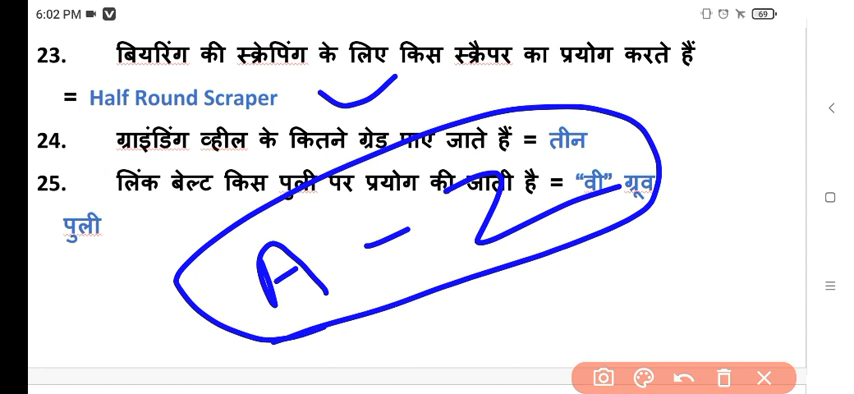 6:02 PM
69
23. बियरिंग की स्क्रेपिंग के लिए किस स्क्रैपर का प्रयोग करते हैं
= Half Round Scraper
24. ग्राइंडिंग व्हील के कितने ग्रेड पाए जाते हैं = तीन
25. लिंक बेल्ट किस पुली पर प्रयोग की जाती है = “वी” ग्रूव
पुली
A - Z